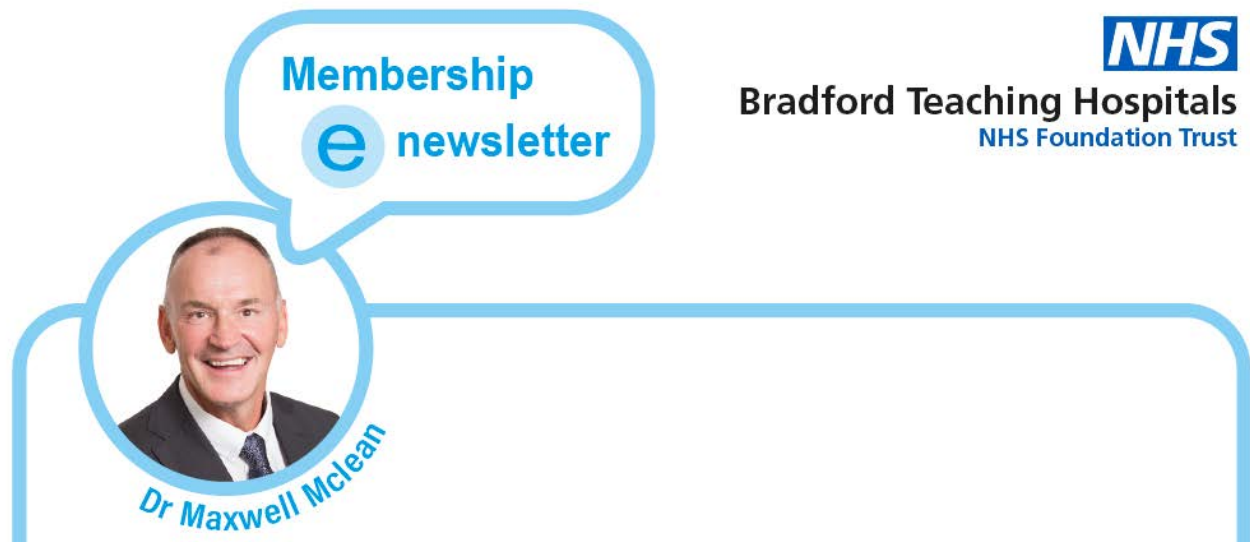 Membership
e newsletter
NHS
Bradford Teaching Hospitals
NHS Foundation Trust
Dr Maxwell Mclean